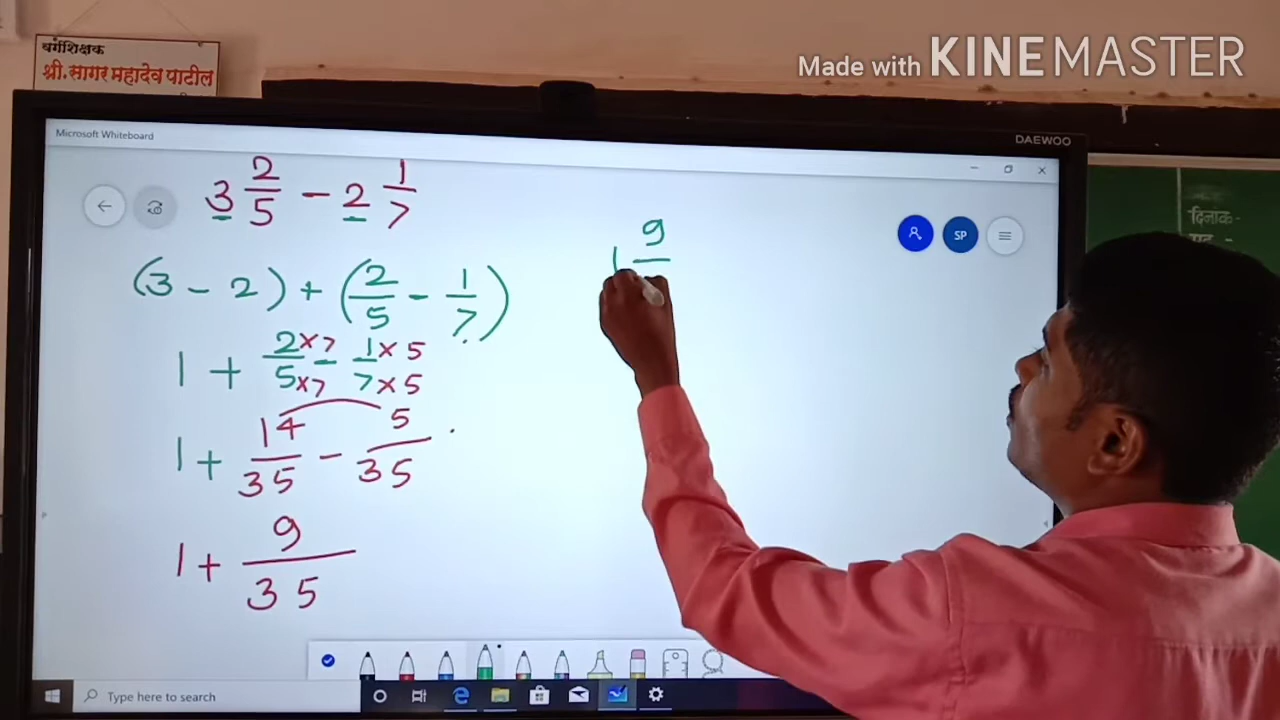 वर्गशिक्षक
श्री. सागर महादेव पाटील
Made with KINEMASTER
Microsoft Whiteboard
DAEWOO
3 2/5 - 2 1/7
SP
दिनांक-
(3 - 2) + (2/5 - 1/7)
1 9/
1 + 2×7/5×7 - 1×5/7×5
1 + 14/35 - 5/35
1 + 9/35
Type here to search